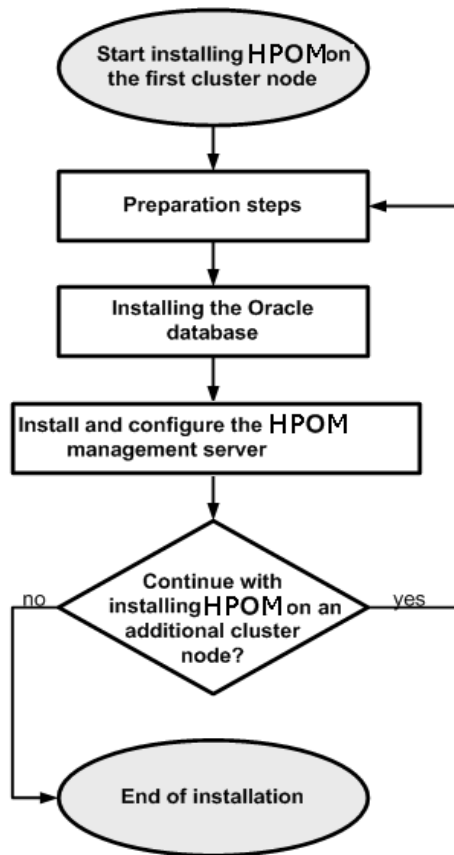 Start installing HPOM on
the first cluster node
Preparation steps
Installing the Oracle
database
Install and configure the HPOM
management server
Continue with
installing HPOM on an
additional cluster
node?
no
yes
End of installation